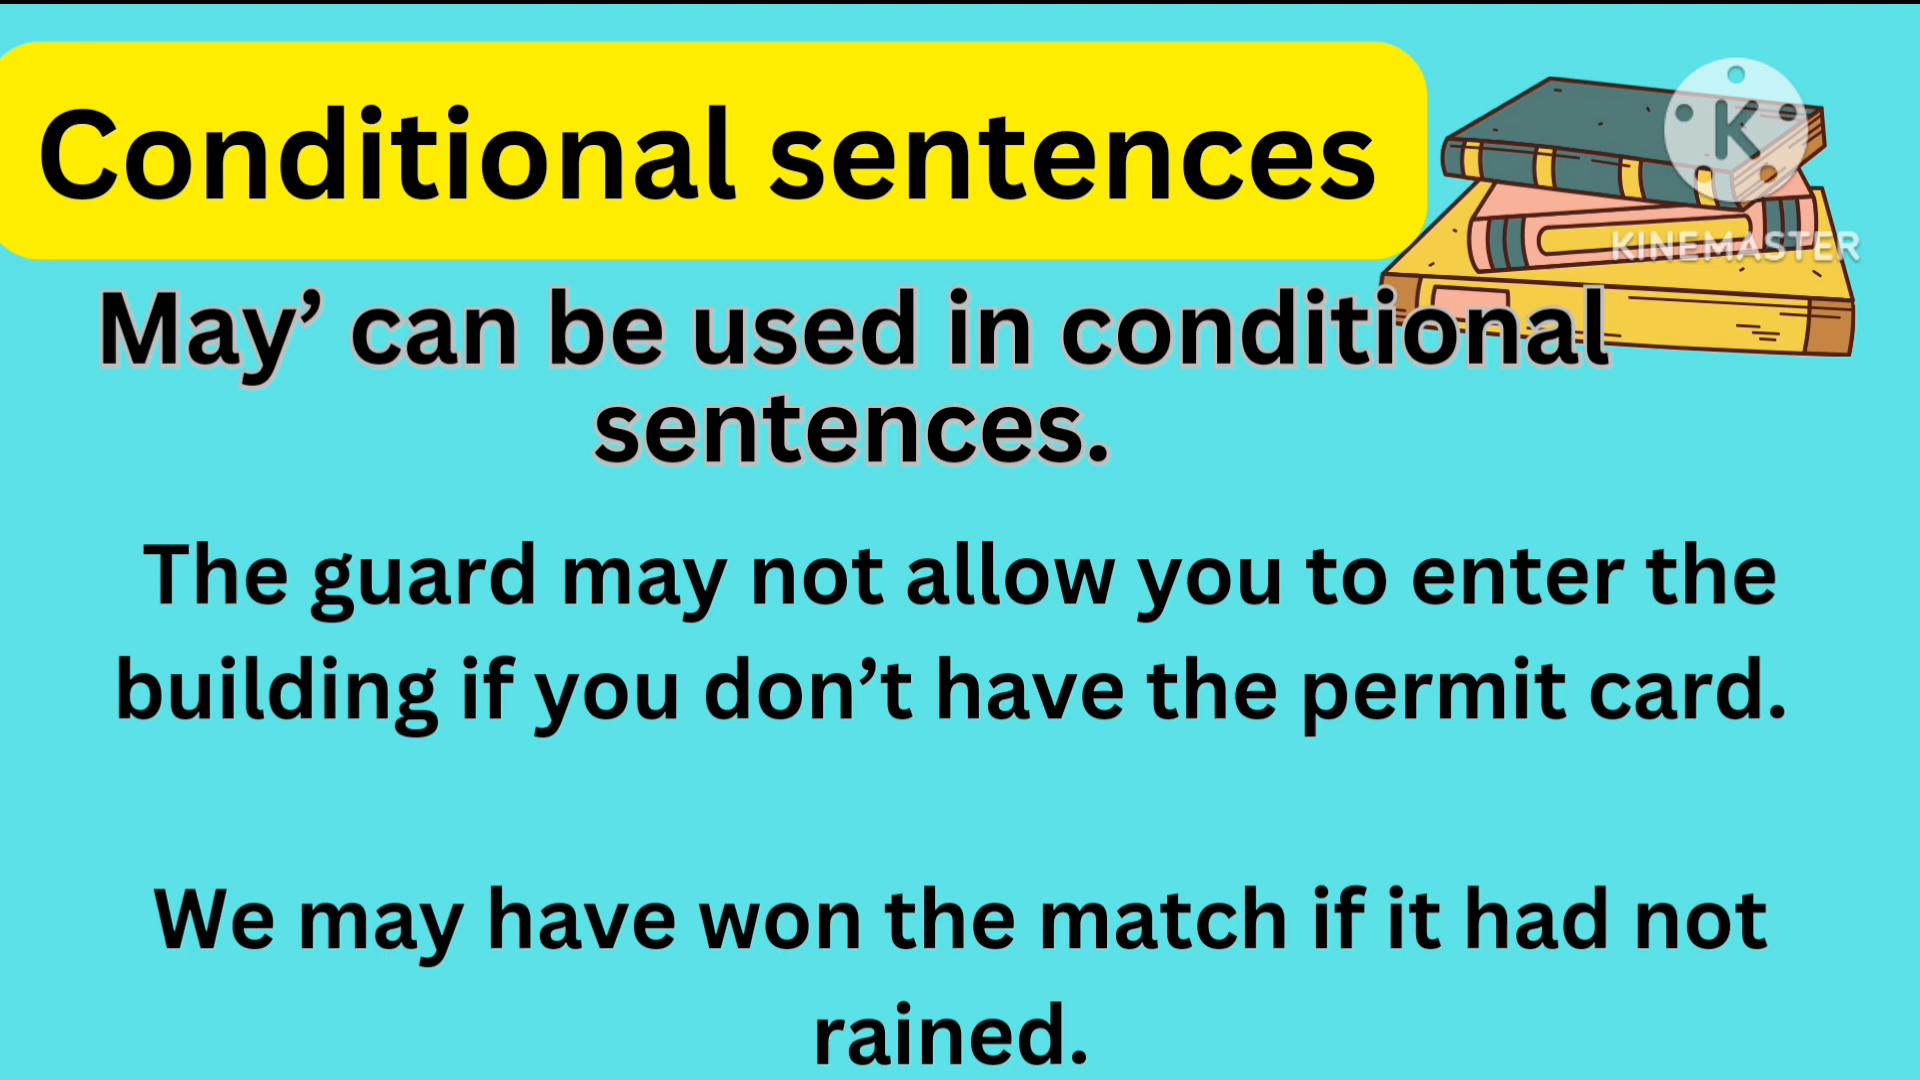 Conditional sentences
K
KINEMASTER
May’ can be used in conditional
sentences.
The guard may not allow you to enter the
building if you don’t have the permit card.
We may have won the match if it had not
rained.